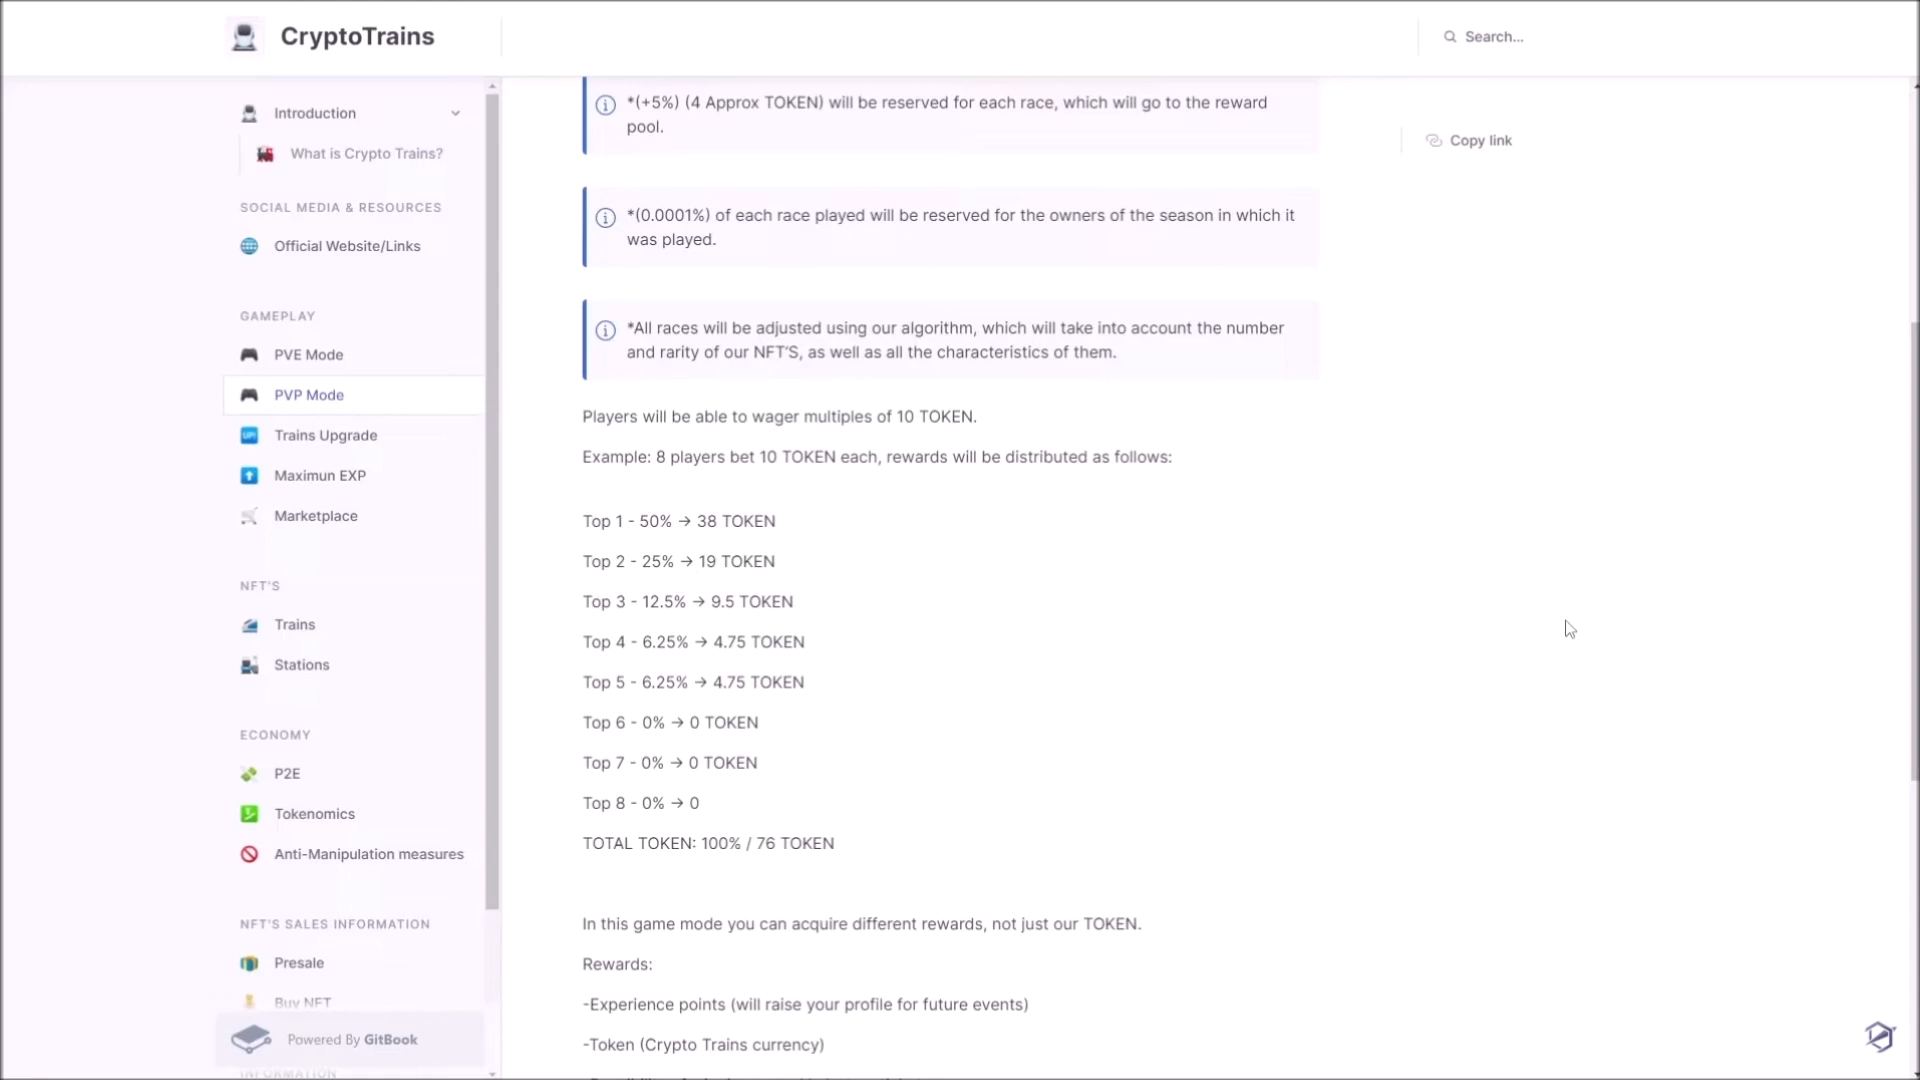 CryptoTrains
Search...
Introduction
What is Crypto Trains?
SOCIAL MEDIA & RESOURCES
Official Website/Links
GAMEPLAY
PVE Mode
PVP Mode
Trains Upgrade
Maximun EXP
Marketplace
NFT'S
Trains
Stations
ECONOMY
P2E
Tokenomics
Anti-Manipulation measures
NFT'S SALES INFORMATION
Presale
Buy NFT
Powered By GitBook
INFORMATION
*(+5%) (4 Approx TOKEN) will be reserved for each race, which will go to the reward
pool.
*(0.0001%) of each race played will be reserved for the owners of the season in which it
was played.
*All races will be adjusted using our algorithm, which will take into account the number
and rarity of our NFT'S, as well as all the characteristics of them.
Players will be able to wager multiples of 10 TOKEN.
Example: 8 players bet 10 TOKEN each, rewards will be distributed as follows:
Top 1 - 50% → 38 TOKEN
Top 2 - 25% → 19 TOKEN
Top 3 - 12.5% → 9.5 TOKEN
Top 4 - 6.25% → 4.75 TOKEN
Top 5 - 6.25% → 4.75 TOKEN
Top 6 - 0% → 0 TOKEN
Top 7 - 0% → 0 TOKEN
Top 8 - 0% → 0
TOTAL TOKEN: 100% / 76 TOKEN
In this game mode you can acquire different rewards, not just our TOKEN.
Rewards:
-Experience points (will raise your profile for future events)
-Token (Crypto Trains currency)
Copy link